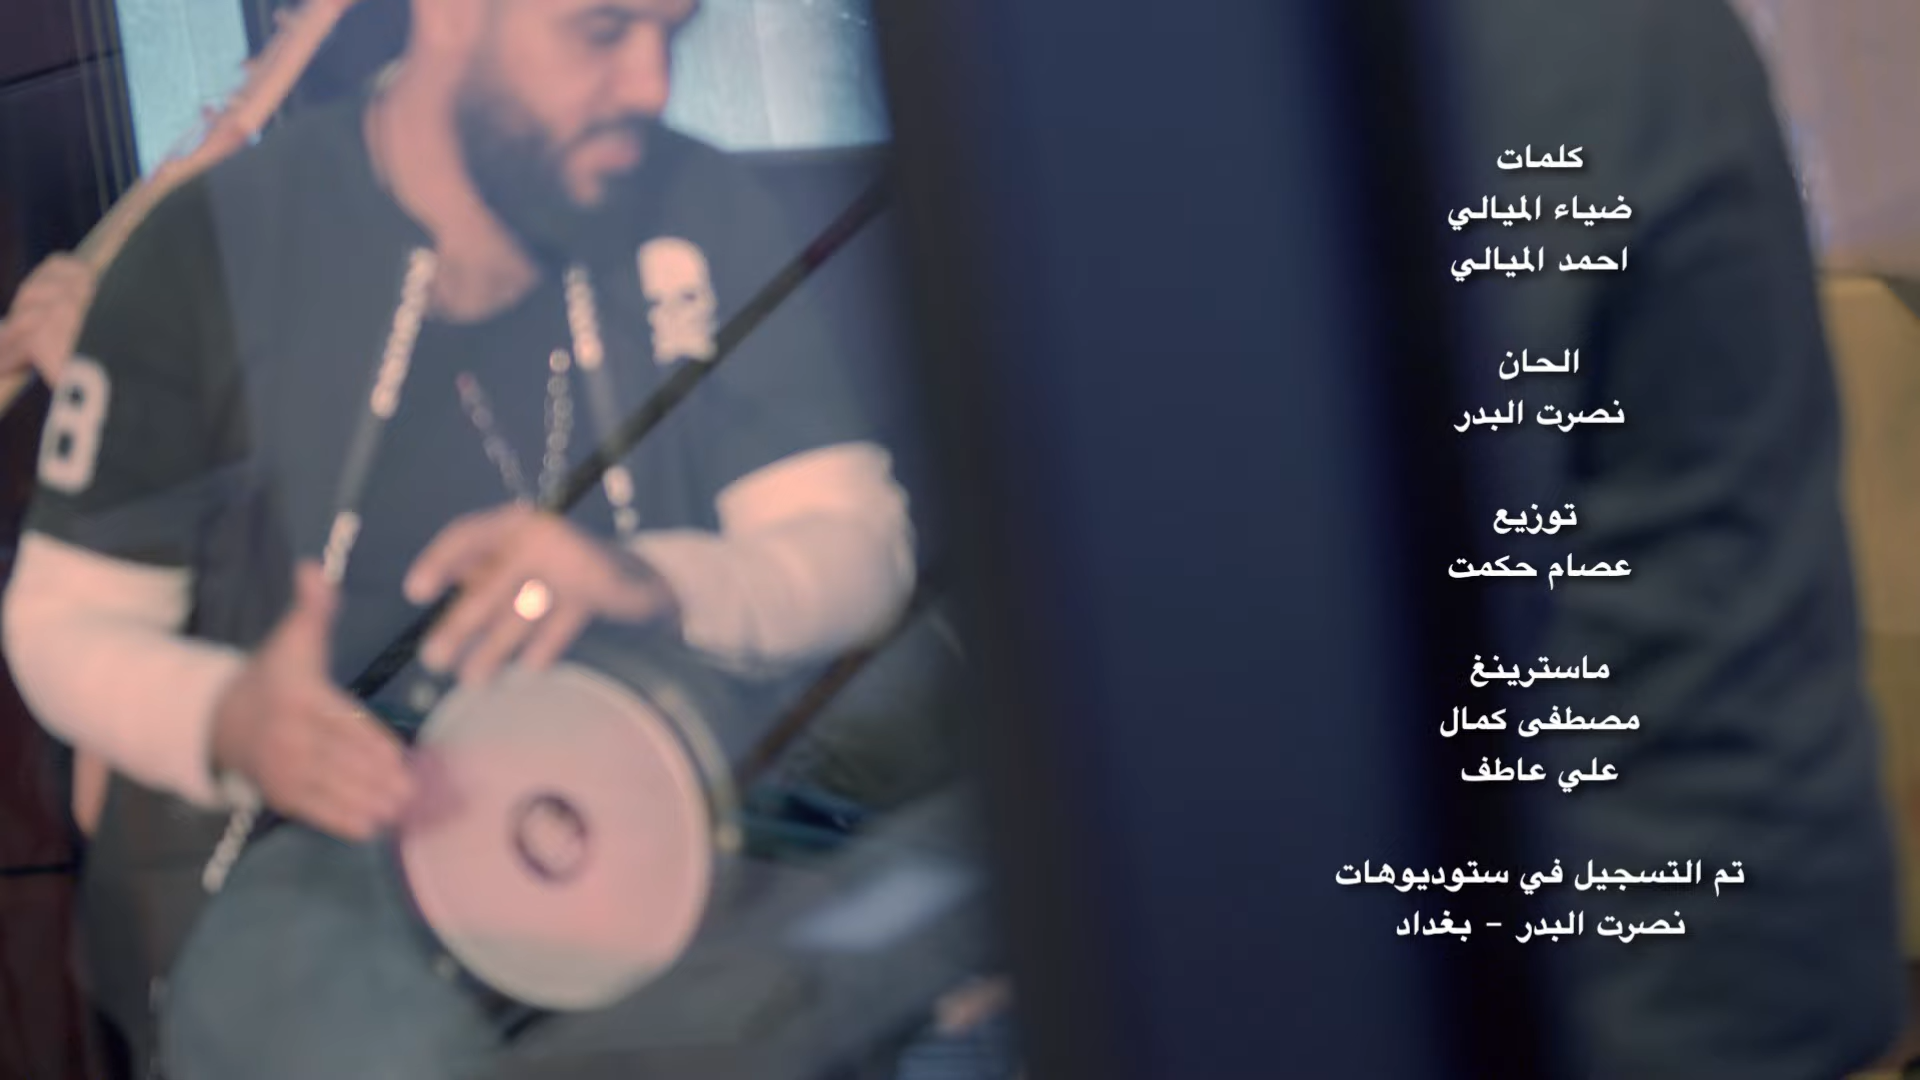 كلمات
ضياء الميالي
احمد الميالي
الحان
نصرت البدر
توزيع
عصام حكمت
ماسترينغ
مصطفى كمال
علي عاطف
تم التسجيل في ستوديوهات
نصرت البدر - بغداد
8